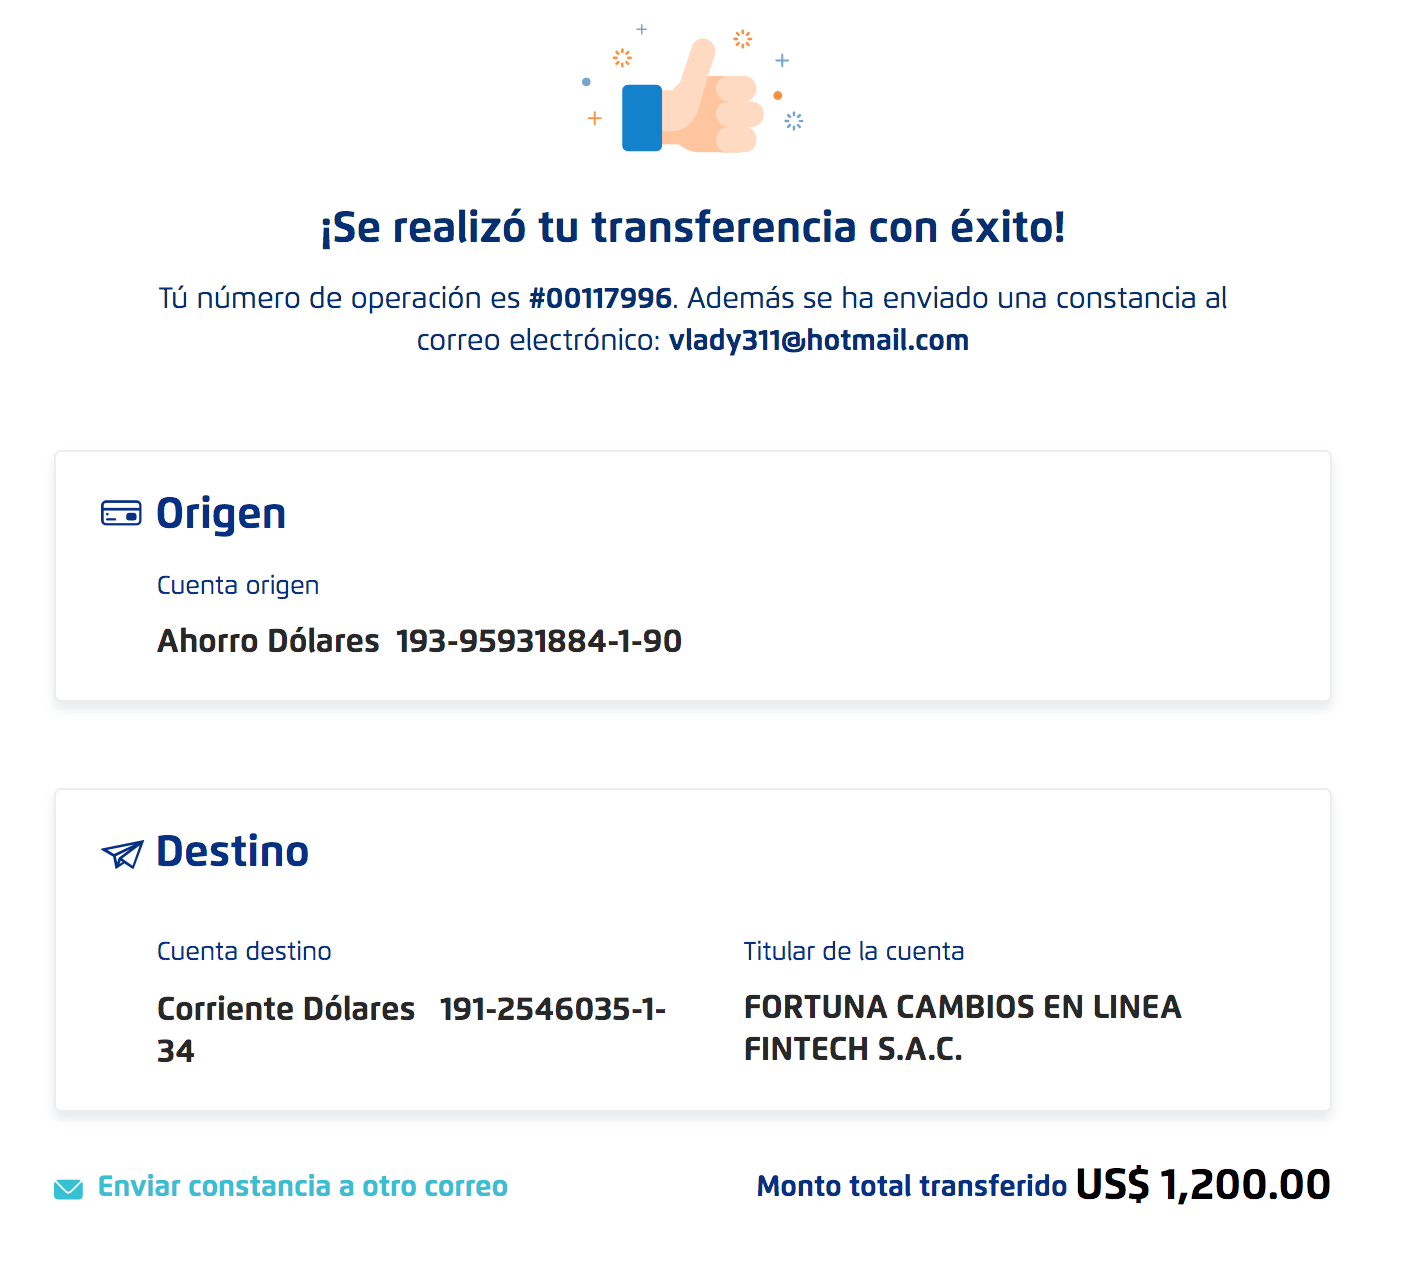 ¡Se realizó tu transferencia con éxito!
Tú número de operación es #00117996. Además se ha enviado una constancia al
correo electrónico: vlady311@hotmail.com
Origen
Cuenta origen
Ahorro Dólares 193-95931884-1-90
Destino
Cuenta destino
Corriente Dólares 191-2546035-1-
34
Titular de la cuenta
FORTUNA CAMBIOS EN LINEA
FINTECH S.A.C.
Enviar constancia a otro correo
Monto total transferido US$ 1,200.00